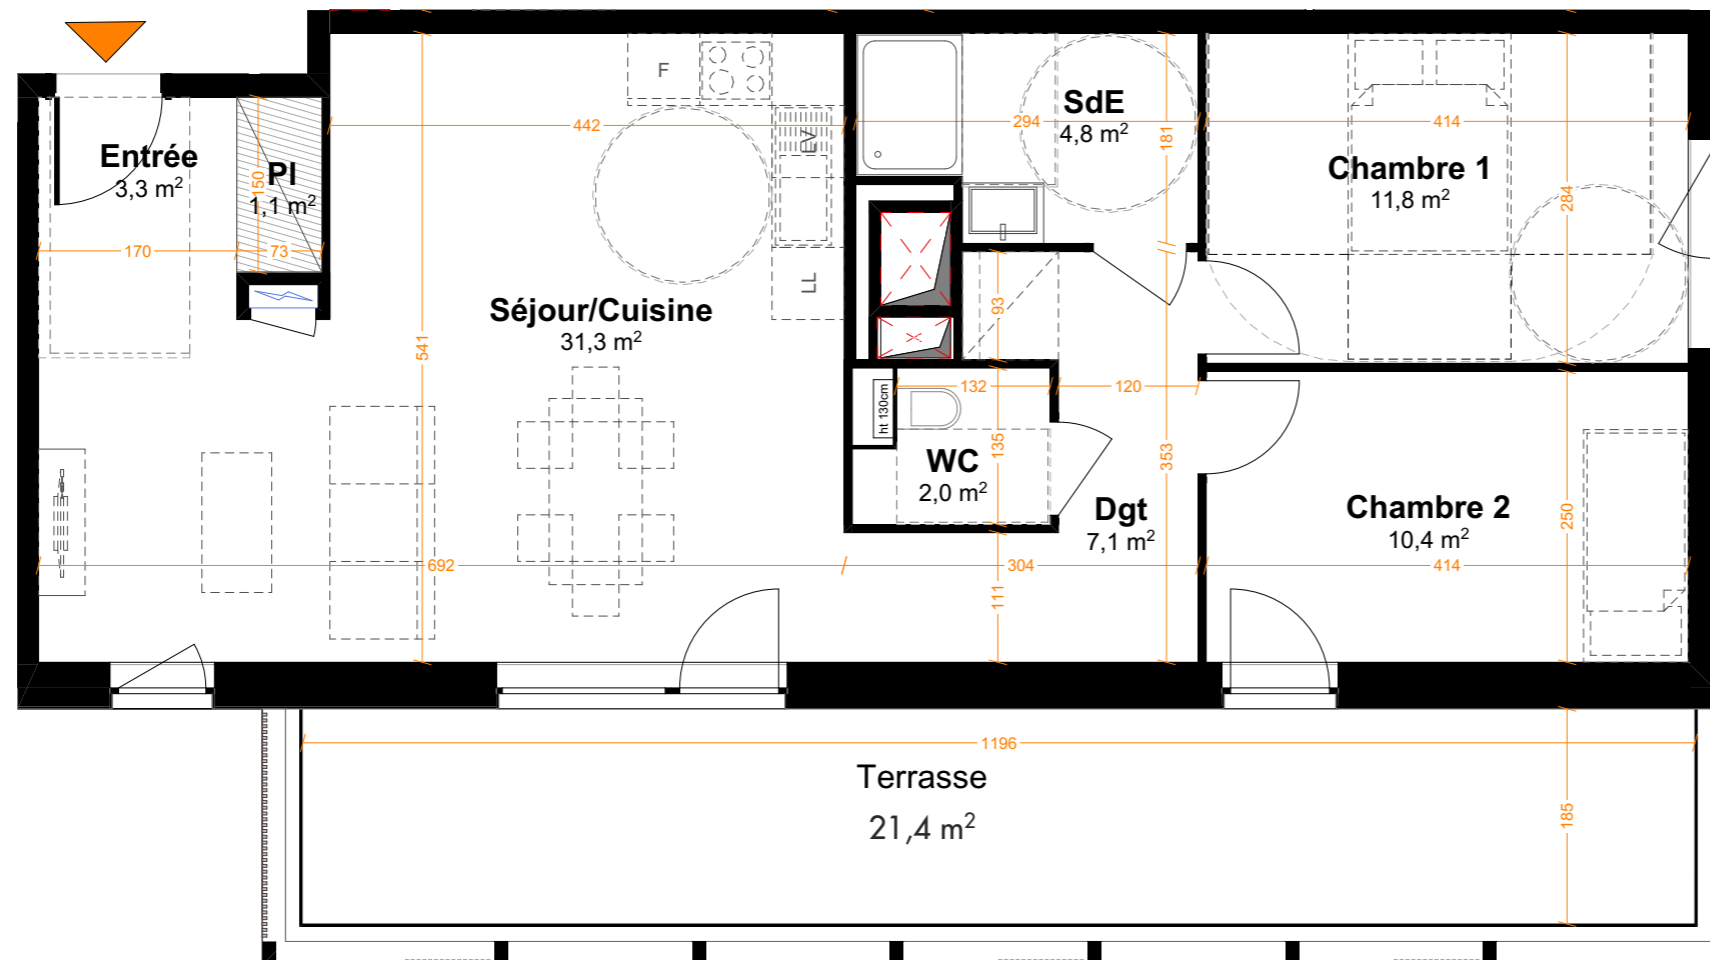 Entrée
3,3 m²
Pl
1,1 m²
150
170
73
442
F
LV
LL
Séjour/Cuisine
31,3 m²
541
692
SdE
4,8 m²
294
181
93
ht 130cm
132
135
WC
2,0 m²
120
353
Dgt
7,1 m²
304
111
414
Chambre 1
11,8 m²
284
Chambre 2
10,4 m²
250
414
1196
Terrasse
21,4 m²
185